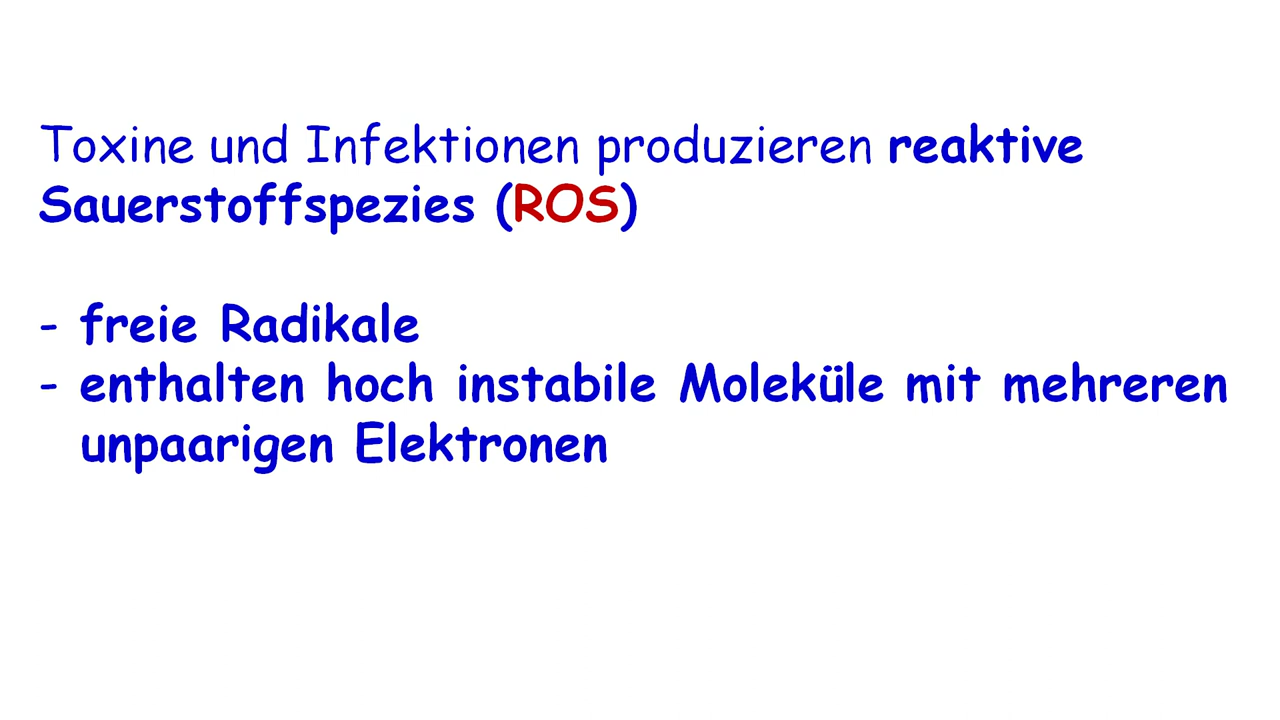 Toxine und Infektionen produzieren reaktive
Sauerstoffspezies (ROS)
- freie Radikale
- enthalten hoch instabile Moleküle mit mehreren
unpaarigen Elektronen